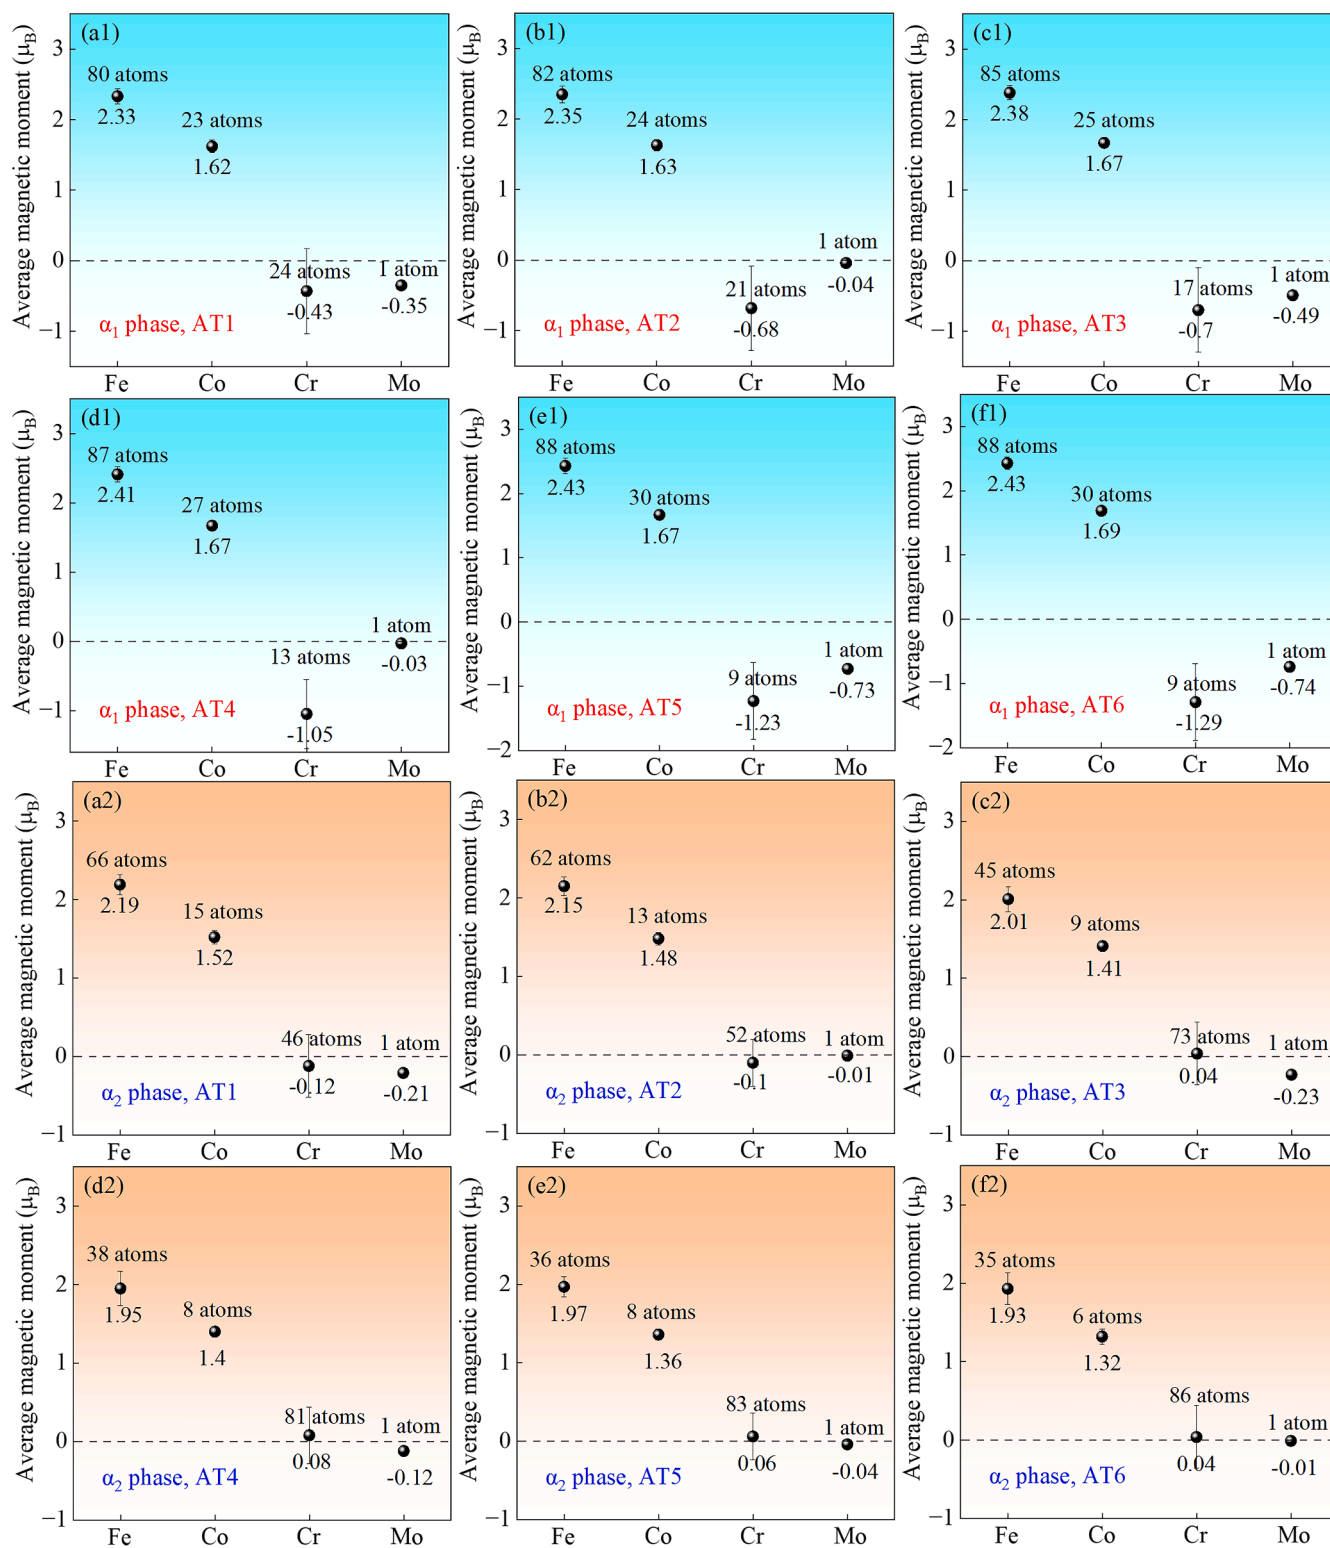 (a1)
Average magnetic moment (μB)
3
2
1
0
−1
80 atoms
2.33
23 atoms
1.62
24 atoms
-0.43
1 atom
-0.35
α1 phase, AT1
Fe Co Cr Mo
(b1)
Average magnetic moment (μB)
3
2
1
0
−1
82 atoms
2.35
24 atoms
1.63
21 atoms
-0.68
1 atom
-0.04
α1 phase, AT2
Fe Co Cr Mo
(c1)
Average magnetic moment (μB)
3
2
1
0
−1
85 atoms
2.38
25 atoms
1.67
17 atoms
-0.7
1 atom
-0.49
α1 phase, AT3
Fe Co Cr Mo
(d1)
Average magnetic moment (μB)
3
2
1
0
−1
87 atoms
2.41
27 atoms
1.67
13 atoms
-1.05
1 atom
-0.03
α1 phase, AT4
Fe Co Cr Mo
(e1)
Average magnetic moment (μB)
3
2
1
0
−1
−2
88 atoms
2.43
30 atoms
1.67
9 atoms
-1.23
1 atom
-0.73
α1 phase, AT5
Fe Co Cr Mo
(f1)
Average magnetic moment (μB)
3
2
1
0
−1
−2
88 atoms
2.43
30 atoms
1.69
9 atoms
-1.29
1 atom
-0.74
α1 phase, AT6
Fe Co Cr Mo
(a2)
Average magnetic moment (μB)
3
2
1
0
−1
66 atoms
2.19
15 atoms
1.52
46 atoms
-0.12
1 atom
-0.21
α2 phase, AT1
Fe Co Cr Mo
(b2)
Average magnetic moment (μB)
3
2
1
0
−1
62 atoms
2.15
13 atoms
1.48
52 atoms
-0.1
1 atom
-0.01
α2 phase, AT2
Fe Co Cr Mo
(c2)
Average magnetic moment (μB)
3
2
1
0
−1
45 atoms
2.01
9 atoms
1.41
73 atoms
0.04
1 atom
-0.23
α2 phase, AT3
Fe Co Cr Mo
(d2)
Average magnetic moment (μB)
3
2
1
0
−1
38 atoms
1.95
8 atoms
1.4
81 atoms
0.08
1 atom
-0.12
α2 phase, AT4
Fe Co Cr Mo
(e2)
Average magnetic moment (μB)
3
2
1
0
−1
36 atoms
1.97
8 atoms
1.36
83 atoms
0.06
1 atom
-0.04
α2 phase, AT5
Fe Co Cr Mo
(f2)
Average magnetic moment (μB)
3
2
1
0
−1
35 atoms
1.93
6 atoms
1.32
86 atoms
0.04
1 atom
-0.01
α2 phase, AT6
Fe Co Cr Mo